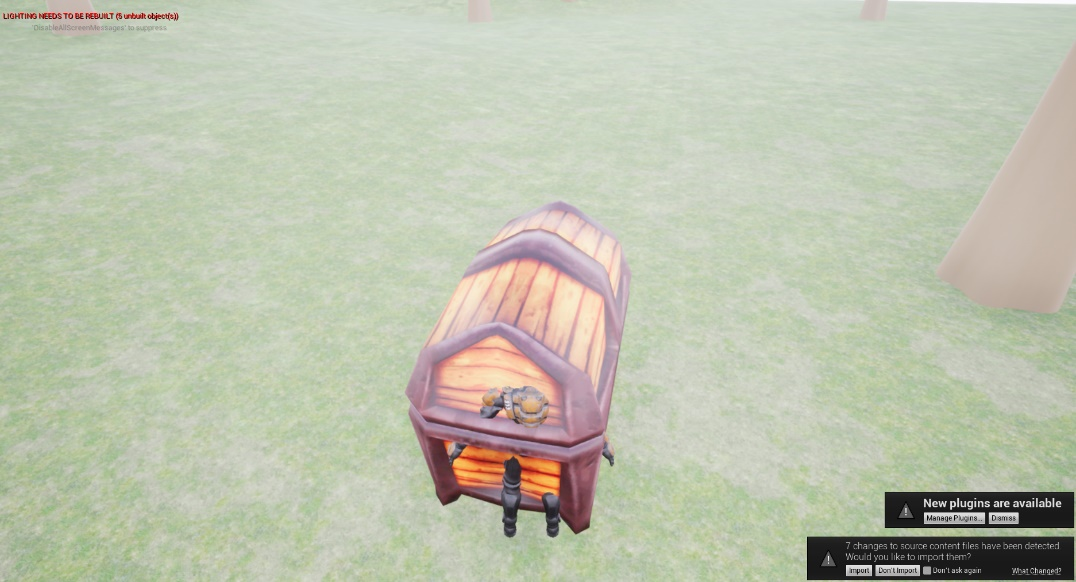 LIGHTING NEEDS TO BE REBUILT (5 unbuilt object(s))
'DisableAllScreenMessages' to suppress
New plugins are available
Manage Plugins... Dismiss
7 changes to source content files have been detected
Would you like to import them?
Import Don't Import Don't ask again What Changed?